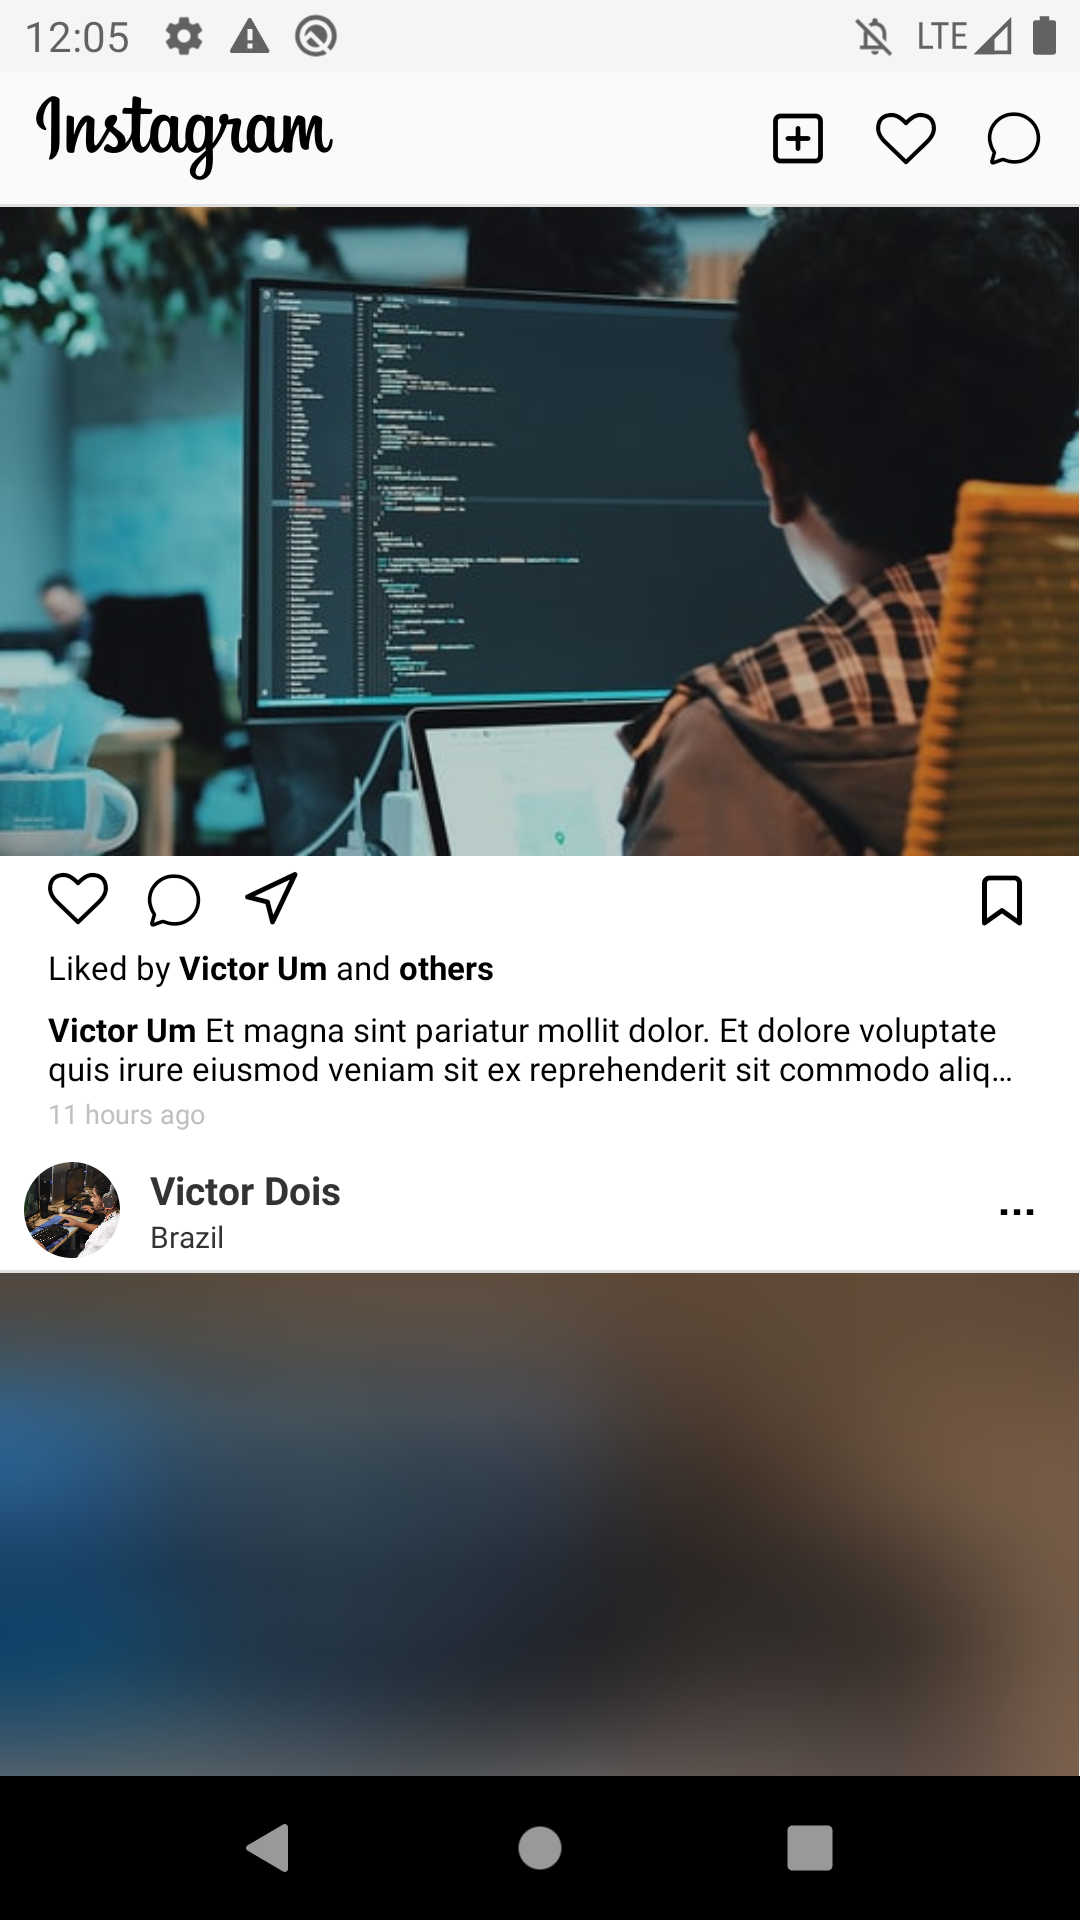 12:05
LTE
Instagram
Liked by Victor Um and others
Victor Um Et magna sint pariatur mollit dolor. Et dolore voluptate
quis irure eiusmod veniam sit ex reprehenderit sit commodo aliq...
11 hours ago
Victor Dois
Brazil